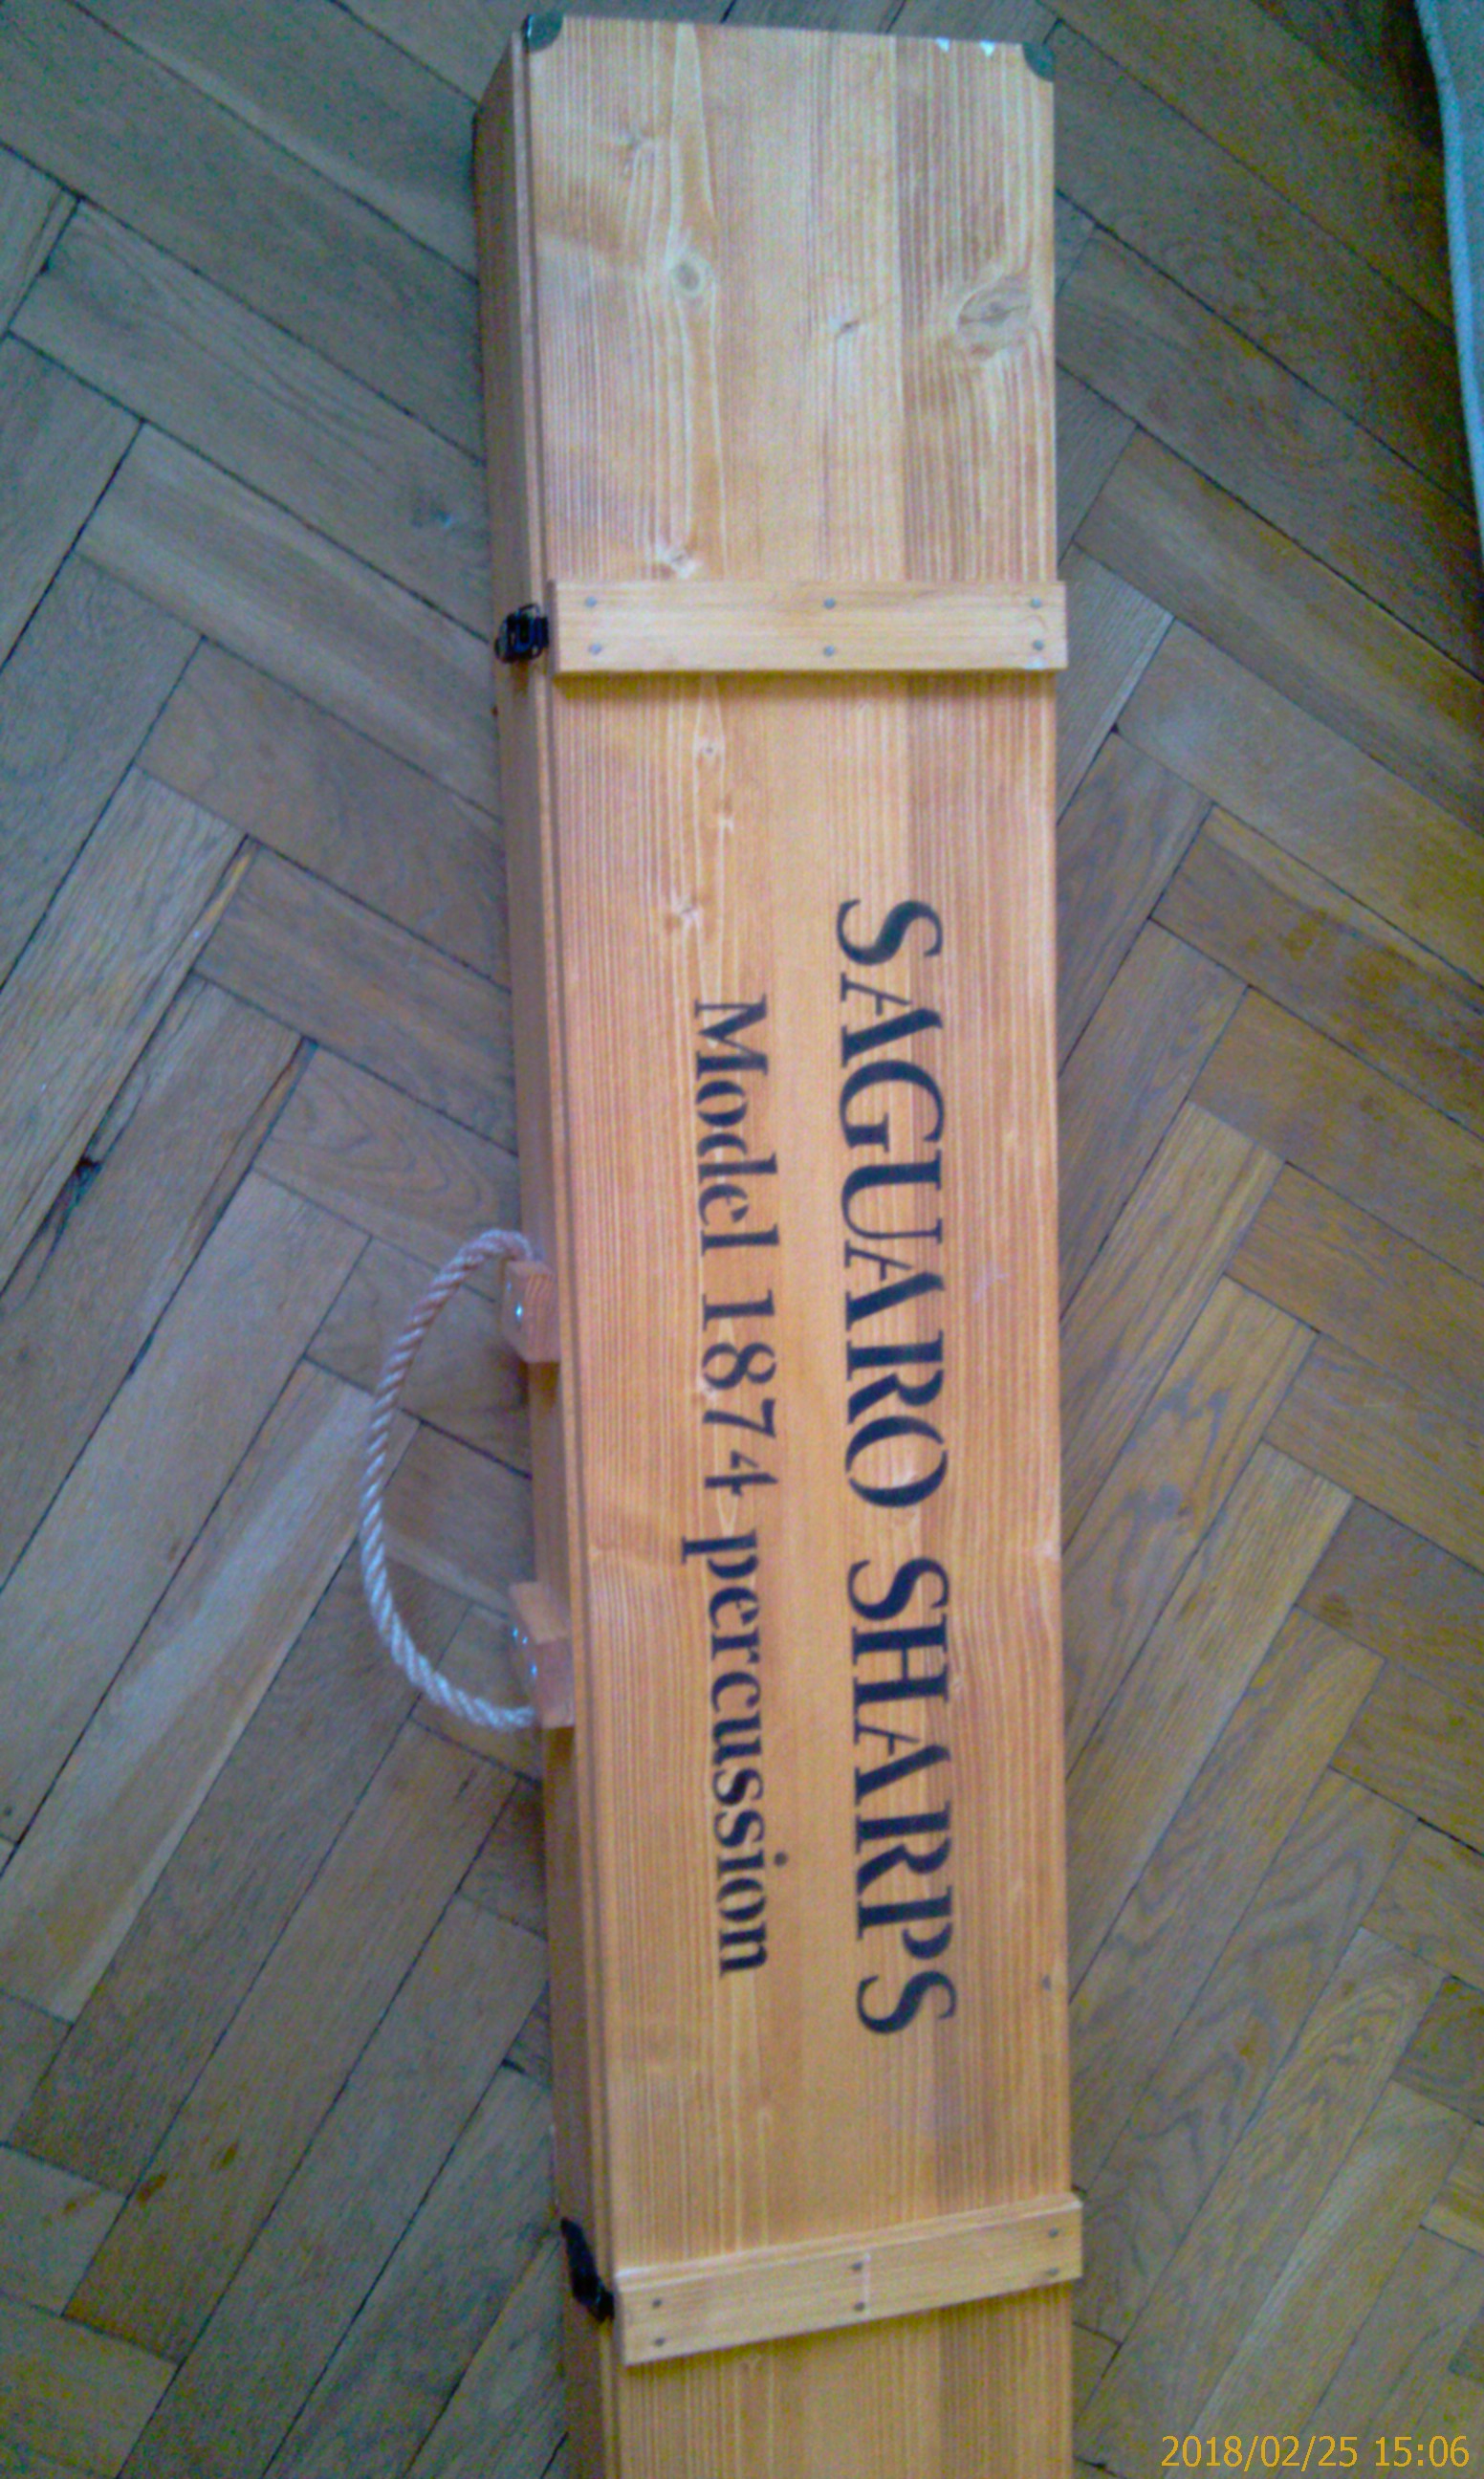 SAGUARO SHARPS
Model 1874 percussion
2018/02/25 15:06